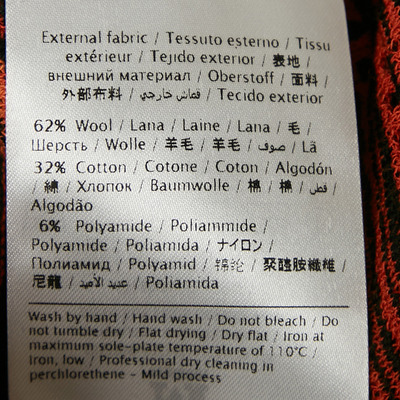 External fabric / Tessuto esterno / Tissu
extérieur / Tejido exterior / 表地 /
внешний материал / Oberstoff / 面料 /
外部布料 / قماش خارجي / Tecido exterior
62% Wool / Lana / Laine / Lana / 毛 /
Шерсть / Wolle / 羊毛 / 羊毛 / صوف / Lã
32% Cotton / Cotone / Coton / Algodón
/ 綿 / Хлопок / Baumwolle / 棉 / 棉 / قطن /
Algodão
6% Polyamide / Poliammide /
Polyamide / Poliamida / ナイロン /
Полиамид / Polyamid / 锦纶 / 聚醯胺纖維 /
尼龍 / عديد الأميد / Poliamida
Wash by hand / Hand wash / Do not bleach / Do
not tumble dry / Flat drying / Dry flat / Iron at
maximum sole-plate temperature of 110°C /
Iron, low / Professional dry cleaning in
perchlorethene - Mild process